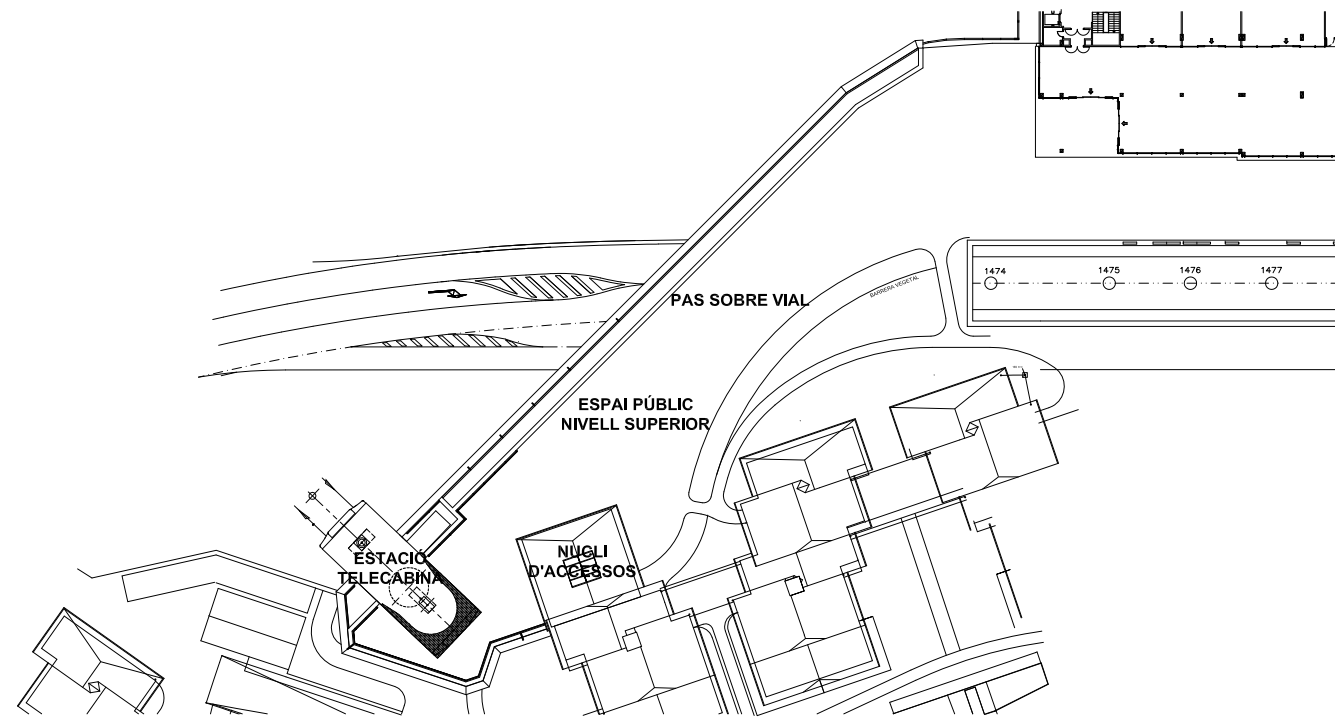 1474
1475
1476
1477
BARRERA VEGETAL
PAS SOBRE VIAL
ESPAI PÚBLIC
NIVELL SUPERIOR
ESTACIÓ
TELECABINA
NUCLI
D'ACCESSOS